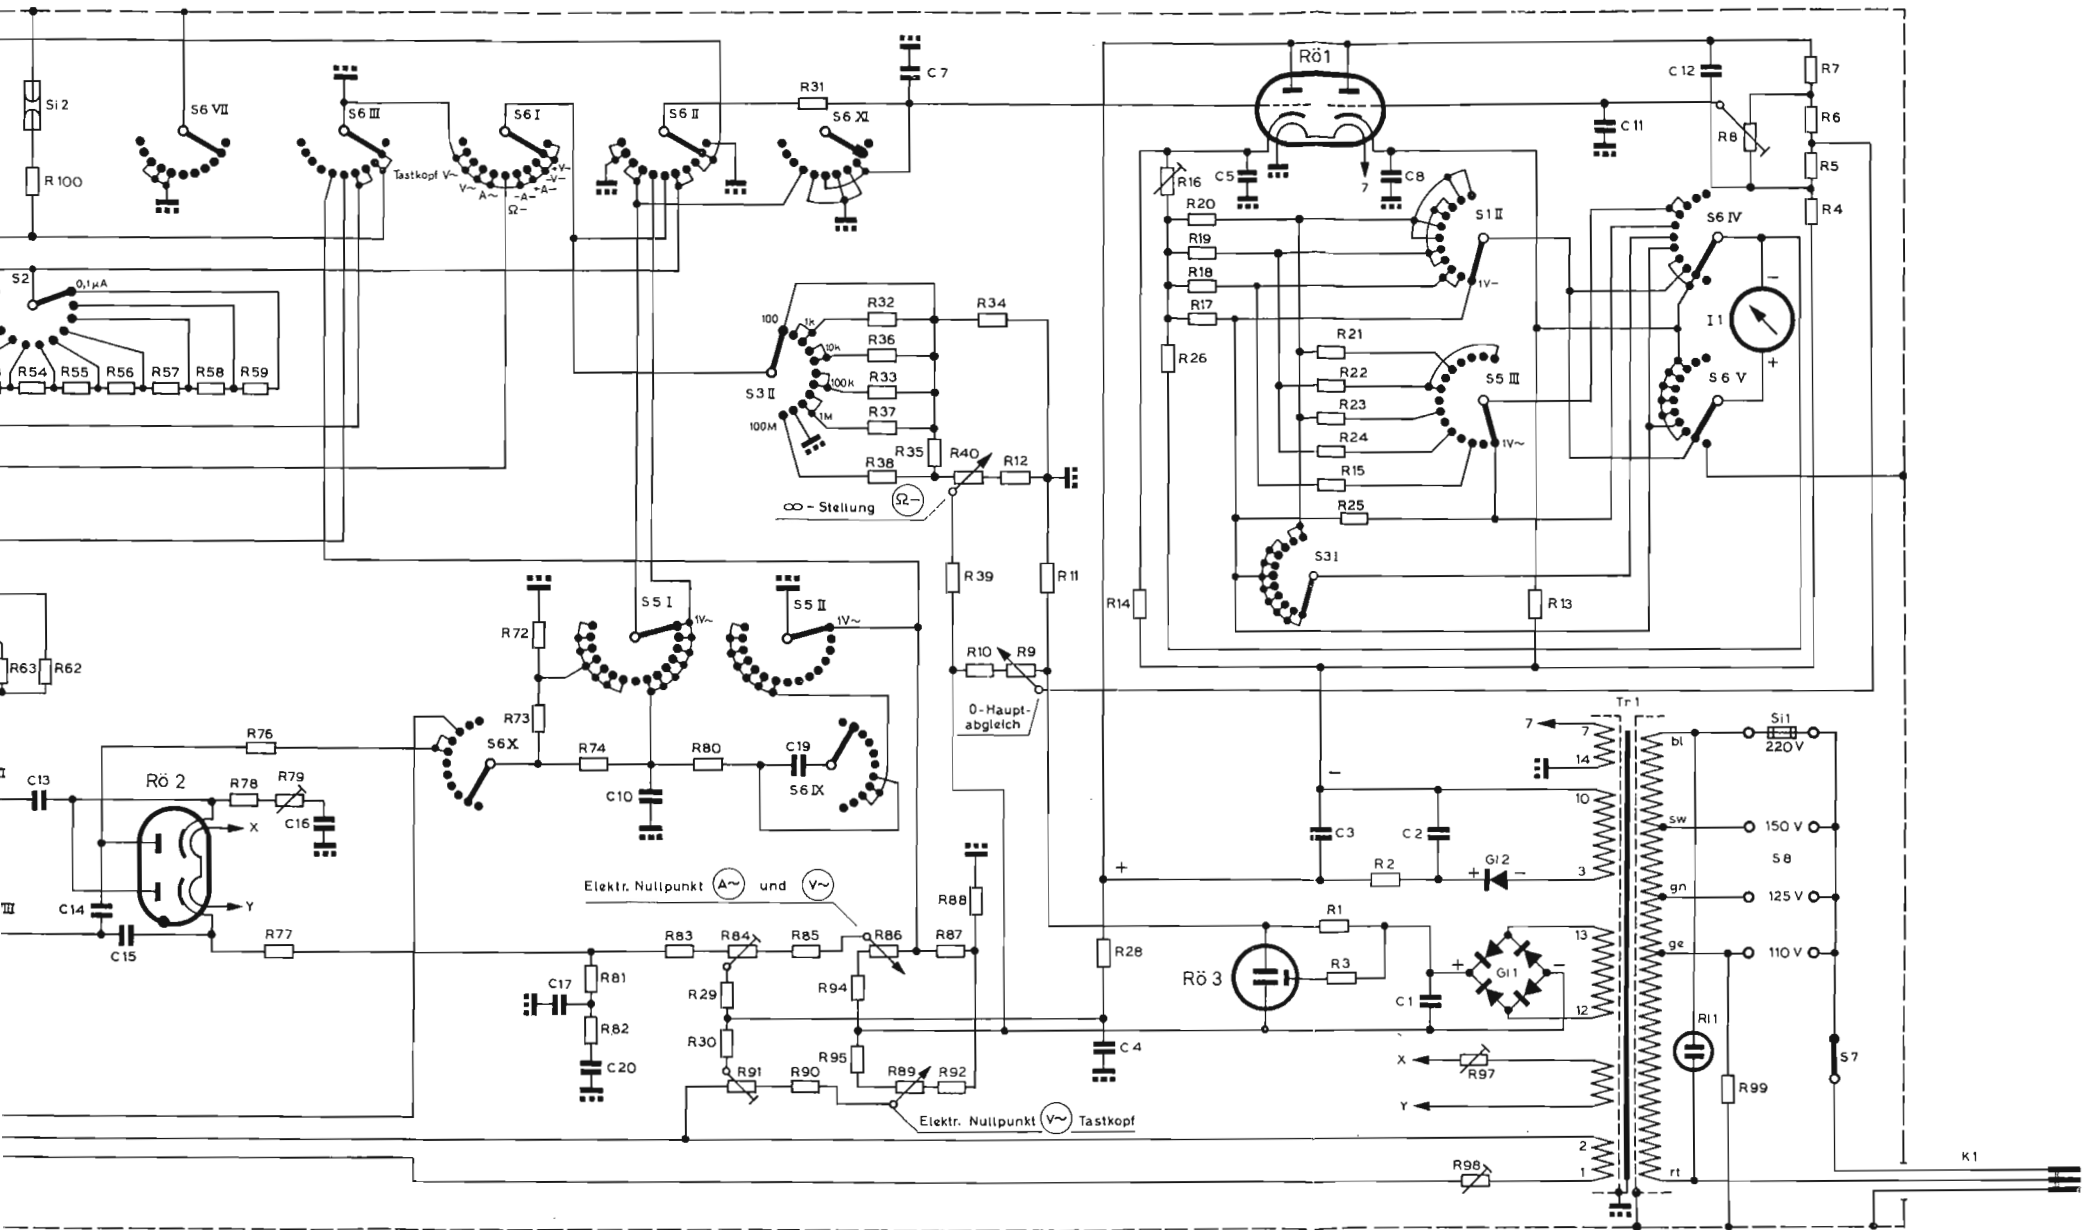 Si 2
R 100
S6 VII
S6 III
Tastkopf V~
S6 I
V~
A~
Ω-
-A-
+A-
-V-
+V-
S6 II
R31
S6 XI
C 7
Rö1
7
C5
C8
C11
C 12
R7
R6
R8
R5
R4
R16
R20
R19
R18
R17
R26
S1 II
1V-
S6 IV
I 1
-
+
S2
0,1µA
R54
R55
R56
R57
R58
R59
S3 II
100
1k
10k
100k
1M
100M
R32
R36
R33
R37
R38
R34
R35
R40
R12
∞ - Stellung
Ω-
R21
R22
R23
R24
R15
R25
S5 III
1V~
S6 V
S3 I
R39
R11
R14
R13
R63
R62
R72
R73
S5 I
1V~
S5 II
1V~
R10
R9
0-Haupt-
abgleich
R76
S6 X
R74
R80
C19
S6 IX
C10
C13
Rö 2
R78
R79
C16
X
Y
C14
C15
R77
III
Elektr. Nullpunkt A~ und V~
R83
R84
R85
R86
R87
R88
R81
C17
R82
C20
R29
R30
R94
R95
R91
R90
R89
R92
Elektr. Nullpunkt V~ Tastkopf
R28
C 4
-
+
C3
C2
R2
Gl2
+
-
R1
R3
Rö 3
C1
Gl1
+
-
X
R97
Y
R98
Tr 1
7
7
14
10
3
13
12
2
1
bl
sw
gn
ge
rt
Si1
220 V
150 V
S8
125 V
110 V
Rl1
R99
S7
K1